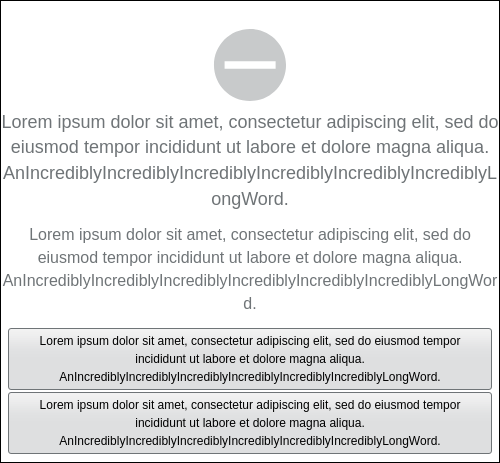 Lorem ipsum dolor sit amet, consectetur adipiscing elit, sed do
eiusmod tempor incididunt ut labore et dolore magna aliqua.
AnIncrediblyIncrediblyIncrediblyIncrediblyIncrediblyIncrediblyL
ongWord.
Lorem ipsum dolor sit amet, consectetur adipiscing elit, sed do
eiusmod tempor incididunt ut labore et dolore magna aliqua.
AnIncrediblyIncrediblyIncrediblyIncrediblyIncrediblyIncrediblyLongWor
d.
Lorem ipsum dolor sit amet, consectetur adipiscing elit, sed do eiusmod tempor
incididunt ut labore et dolore magna aliqua.
AnIncrediblyIncrediblyIncrediblyIncrediblyIncrediblyIncrediblyLongWord.
Lorem ipsum dolor sit amet, consectetur adipiscing elit, sed do eiusmod tempor
incididunt ut labore et dolore magna aliqua.
AnIncrediblyIncrediblyIncrediblyIncrediblyIncrediblyIncrediblyLongWord.